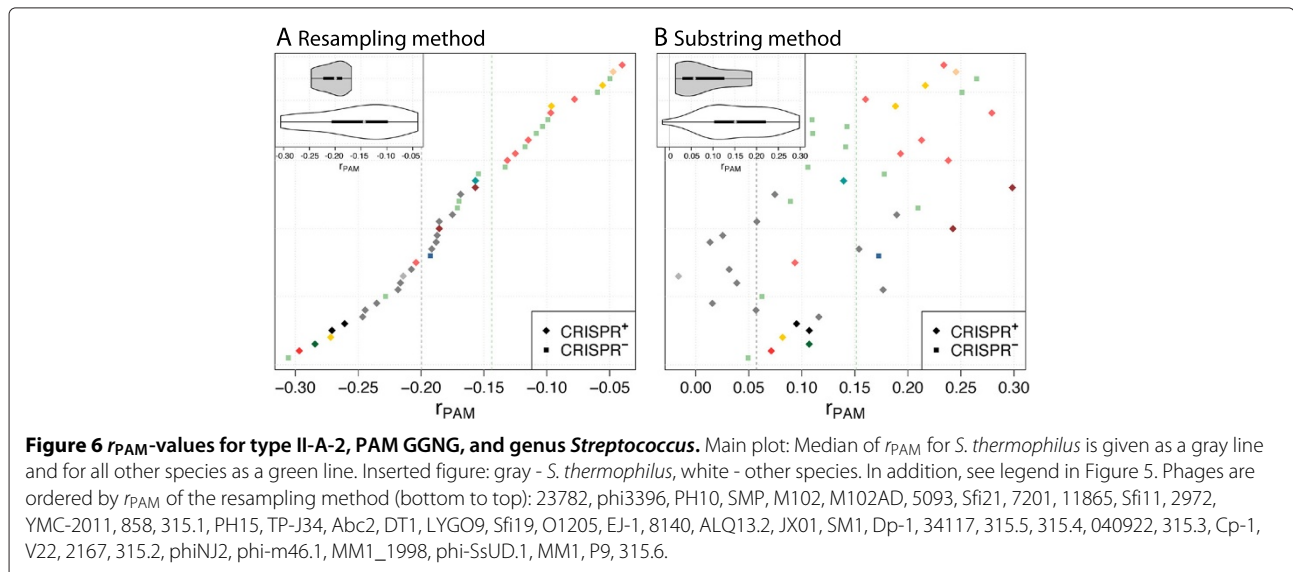 A Resampling method
B Substring method
-0.30 -0.25 -0.20 -0.15 -0.10 -0.05
rPAM
0 0.05 0.10 0.15 0.20 0.25 0.30
rPAM
CRISPR+
CRISPR−
CRISPR+
CRISPR−
−0.30 −0.25 −0.20 −0.15 −0.10 −0.05
0.00 0.05 0.10 0.15 0.20 0.25 0.30
rPAM
rPAM
Figure 6 rPAM-values for type II-A-2, PAM GGNG, and genus Streptococcus. Main plot: Median of rPAM for S. thermophilus is given as a gray line
and for all other species as a green line. Inserted figure: gray - S. thermophilus, white - other species. In addition, see legend in Figure 5. Phages are
ordered by rPAM of the resampling method (bottom to top): 23782, phi3396, PH10, SMP, M102, M102AD, 5093, Sfi21, 7201, 11865, Sfi11, 2972,
YMC-2011, 858, 315.1, PH15, TP-J34, Abc2, DT1, LYGO9, Sfi19, O1205, EJ-1, 8140, ALQ13.2, JX01, SM1, Dp-1, 34117, 315.5, 315.4, 040922, 315.3, Cp-1,
V22, 2167, 315.2, phiNJ2, phi-m46.1, MM1_1998, phi-SsUD.1, MM1, P9, 315.6.